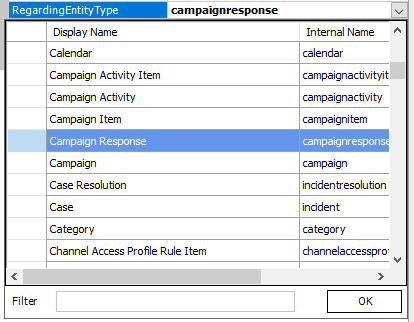 RegardingEntityType campaignresponse
Display Name Internal Name
Calendar calendar
Campaign Activity Item campaignactivityit
Campaign Activity campaignactivity
Campaign Item campaignitem
Campaign Response campaignresponse
Campaign campaign
Case Resolution incidentresolution
Case incident
Category category
Channel Access Profile Rule Item channelaccessprof
Filter OK